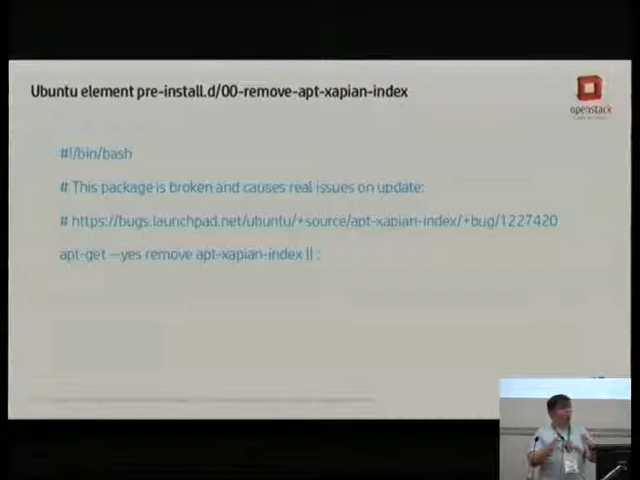 Ubuntu element pre-install.d/00-remove-apt-xapian-index
openstack
#!/bin/bash
# This package is broken and causes real issues on update:
# https://bugs.launchpad.net/ubuntu/+source/apt-xapian-index/+bug/1227420
apt-get –yes remove apt-xapian-index || :